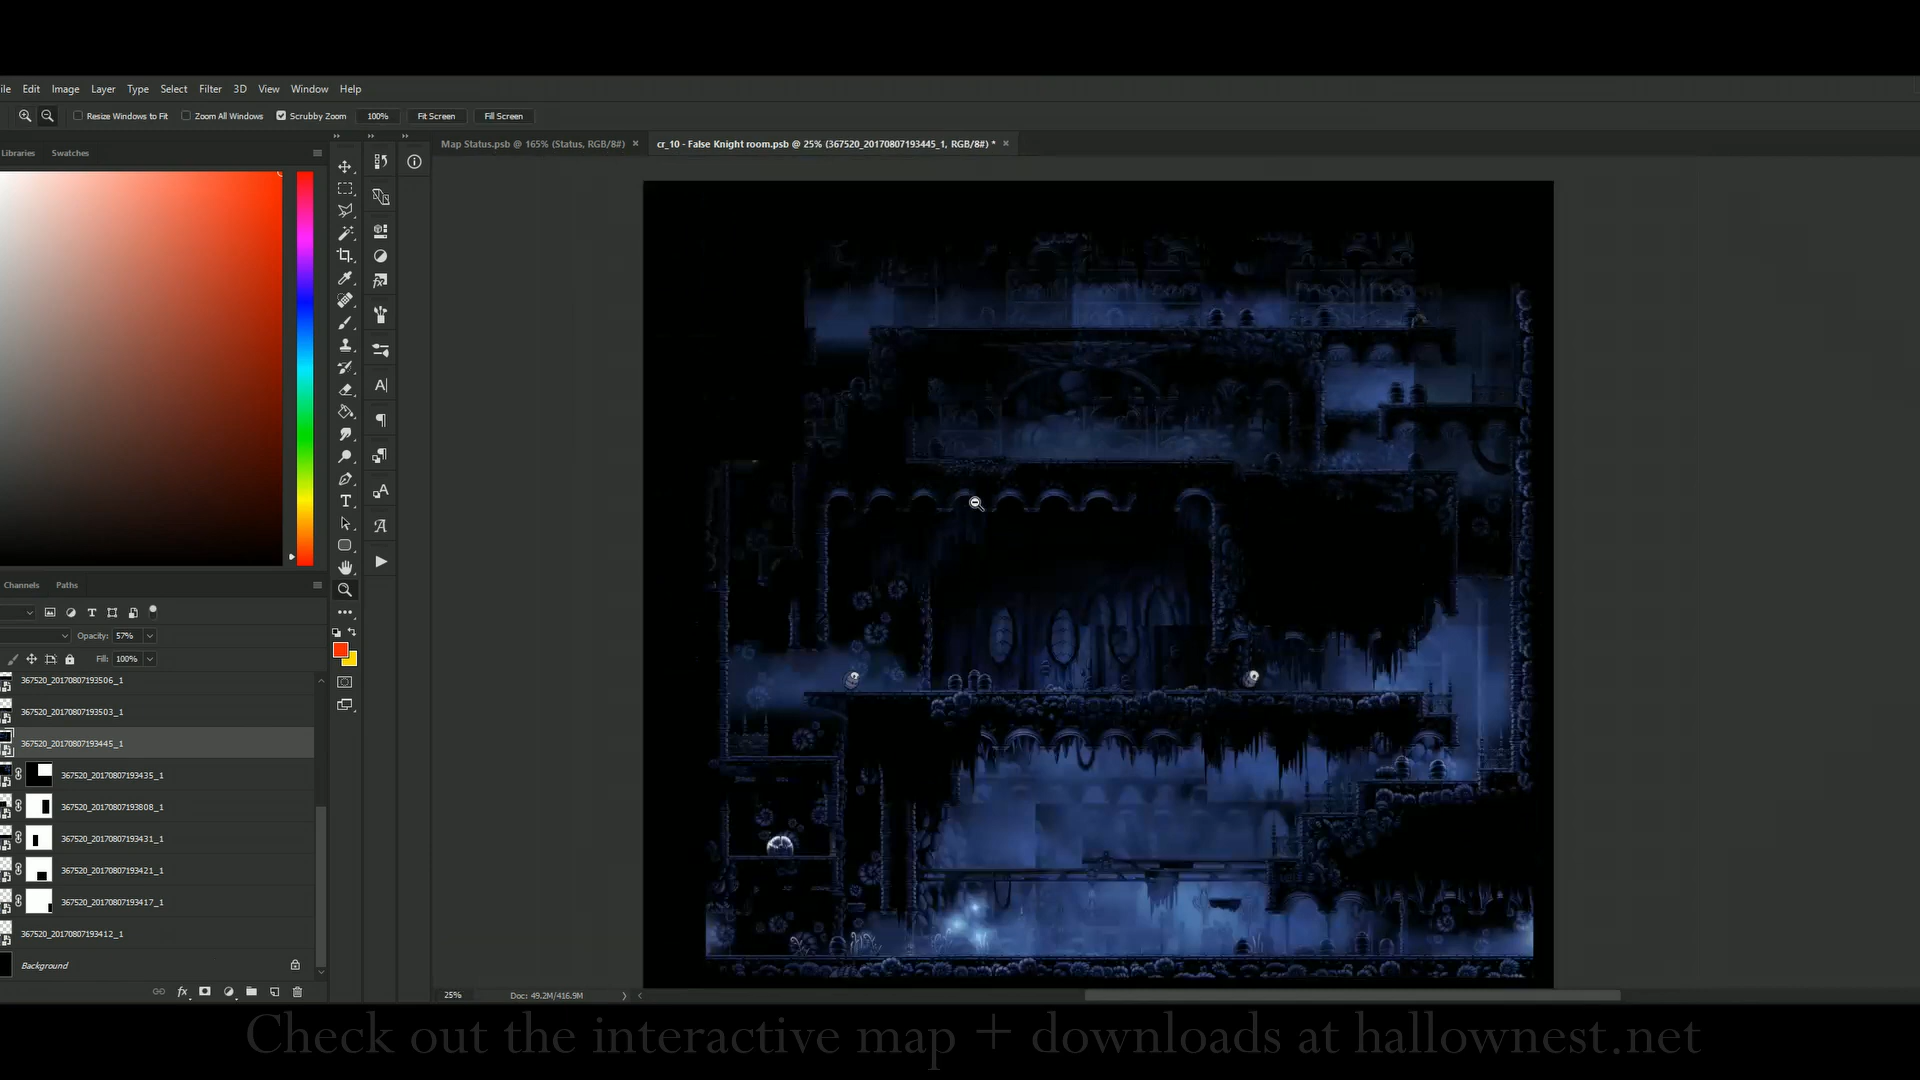 ile Edit Image Layer Type Select Filter 3D View Window Help
Resize Windows to Fit Zoom All Windows Scrubby Zoom 100% Fit Screen Fill Screen
Libraries Swatches
Map Status.psb @ 165% (Status, RGB/8#) × cr_10 - False Knight room.psb @ 25% (367520_20170807193445_1, RGB/8#) * ×
Channels Paths
Opacity: 57%
Fill: 100%
367520_20170807193506_1
367520_20170807193503_1
367520_20170807193445_1
367520_20170807193435_1
367520_20170807193808_1
367520_20170807193431_1
367520_20170807193421_1
367520_20170807193417_1
367520_20170807193412_1
Background
25% Doc: 49.2M/416.9M
Check out the interactive map + downloads at hallownest.net